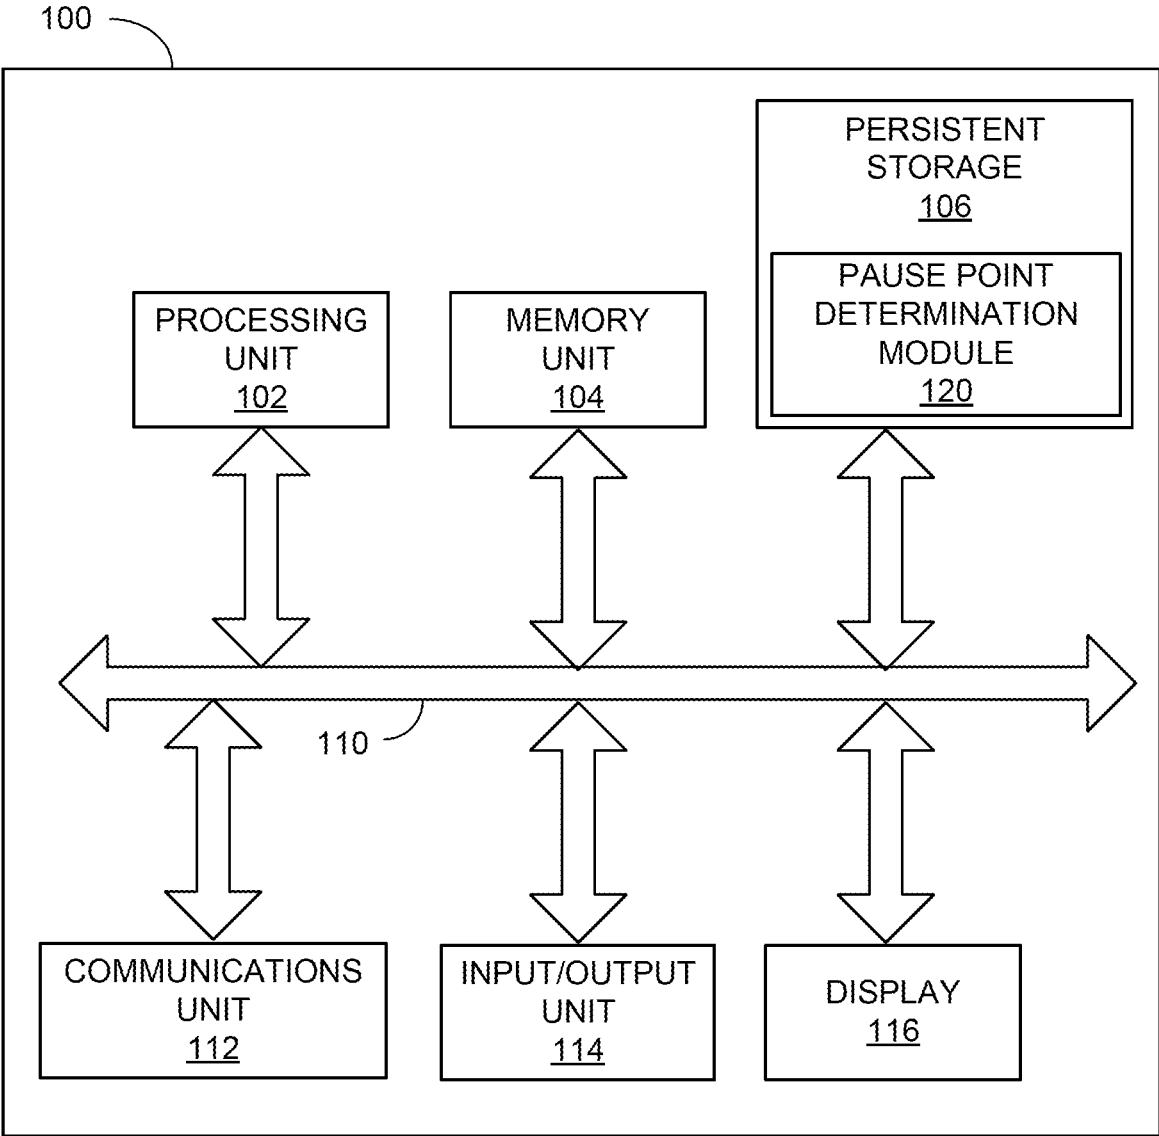 100
PERSISTENT
STORAGE
106
PAUSE POINT
DETERMINATION
MODULE
120
PROCESSING
UNIT
102
MEMORY
UNIT
104
110
COMMUNICATIONS
UNIT
112
INPUT/OUTPUT
UNIT
114
DISPLAY
116